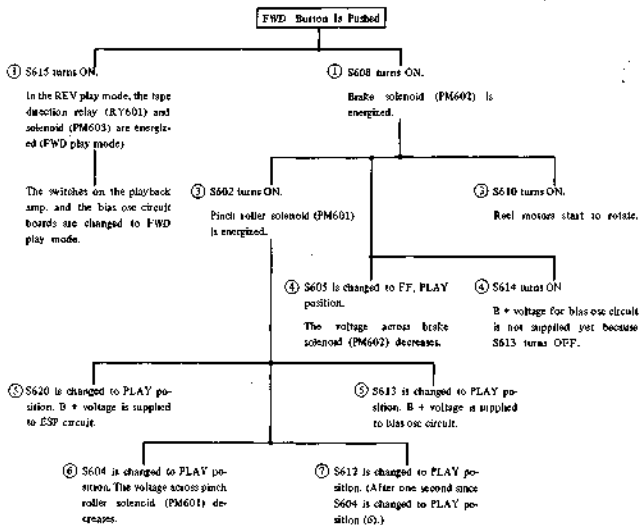 FWD Button Is Pushed
① S615 turns ON.
In the REV play mode, the tape
direction relay (RY601) and
solenoid (PM603) are energiz-
ed (FWD play mode)
The switches on the playback
amp. and the bias osc circuit
boards are changed to FWD
play mode.
① S608 turns ON.
Brake solenoid (PM602) is
energized.
② S602 turns ON.
Pinch roller solenoid (PM601)
is energized.
③ S610 turns ON.
Reel motors start to rotate.
④ S605 is changed to FF, PLAY
position.
The voltage across brake
solenoid (PM602) decreases.
④ S614 turns ON
B + voltage for bias osc circuit
is not supplied yet because
S613 turns OFF.
⑤ S620 is changed to PLAY po-
sition. B + voltage is supplied
to ESP circuit.
⑤ S613 is changed to PLAY po-
sition. B + voltage is supplied
to bias osc circuit.
⑥ S604 is changed to PLAY po-
sition. The voltage across pinch
roller solenoid (PM601) de-
creases.
⑦ S612 is changed to PLAY po-
sition. (After one second since
S604 is changed to PLAY po-
sition (6).)